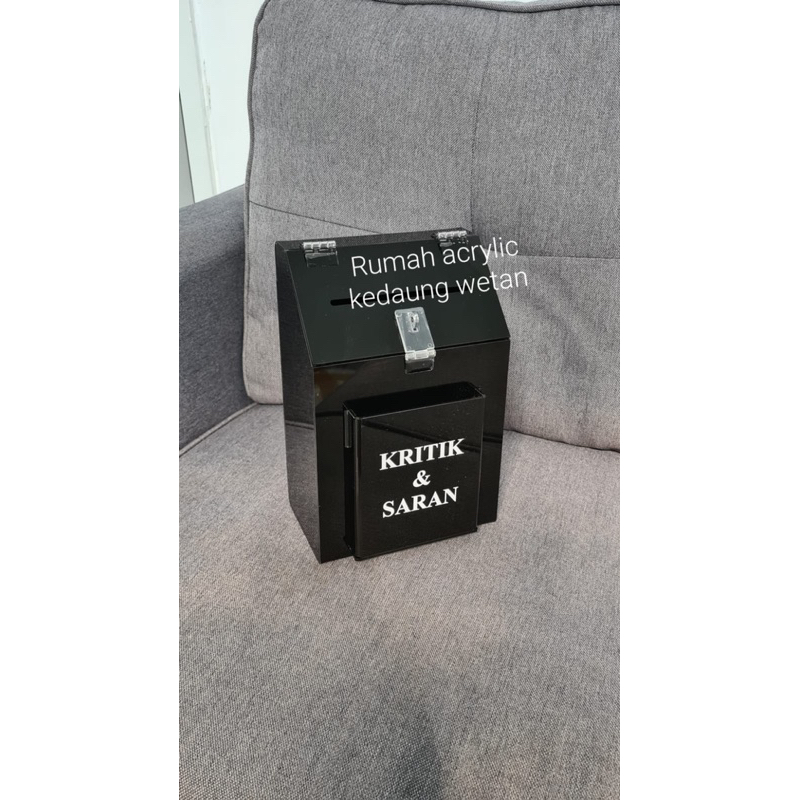 Rumah acrylic
kedaung wetan
KRITIK
&
SARAN